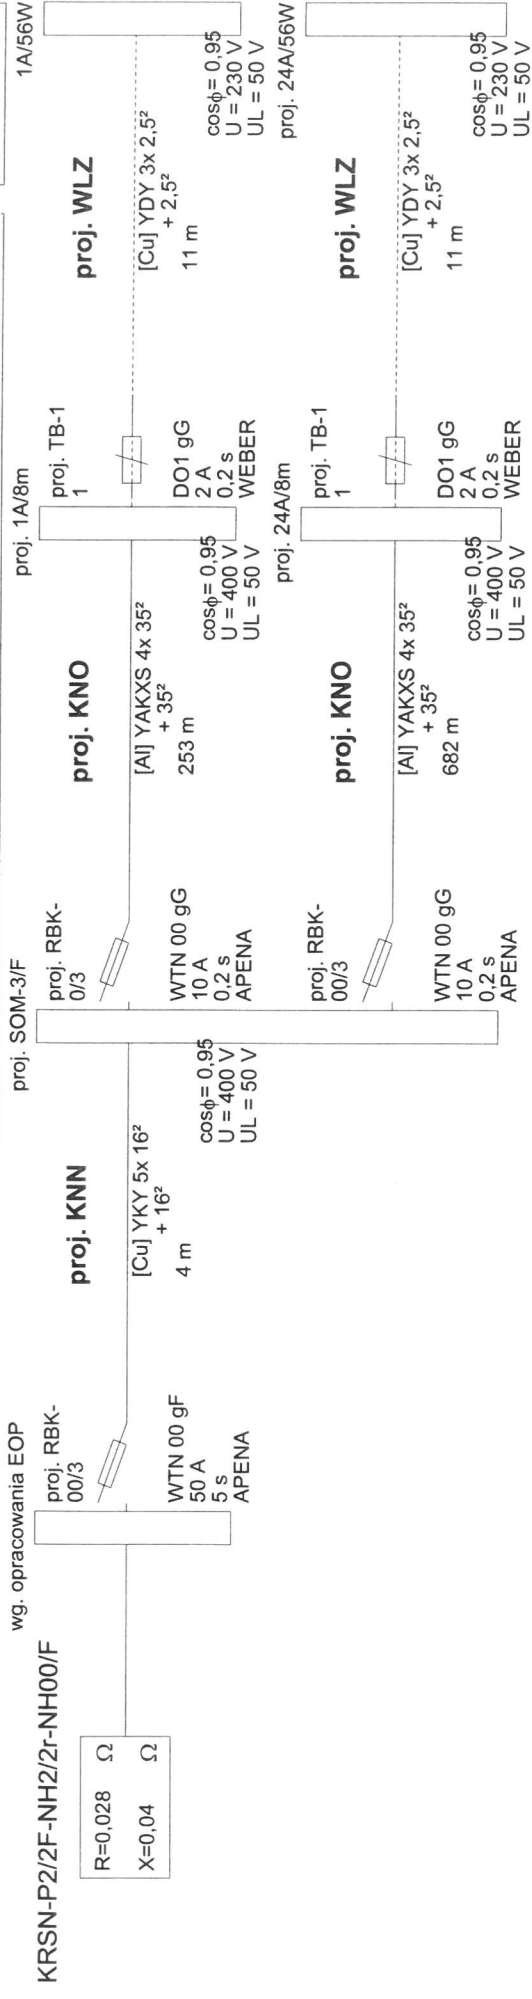 KRSN-P2/2F-NH2/2r-NH00/F
R=0,028 Ω
X=0,04 Ω
wg. opracowania EOP
proj. RBK-
00/3
WTN 00 gF
50 A
5 s
APENA
proj. KNN
[Cu] YKY 5x 16²
+ 16²
4 m
proj. SOM-3/F
cosϕ= 0,95
U = 400 V
UL = 50 V
proj. RBK-
0/3
WTN 00 gG
10 A
0,2 s
APENA
proj. KNO
[Al] YAKXS 4x 35²
+ 35²
253 m
proj. 1A/8m
cosϕ= 0,95
U = 400 V
UL = 50 V
proj. TB-1
1
DO1 gG
2 A
0,2 s
WEBER
proj. WLZ
[Cu] YDY 3x 2,5²
+ 2,5²
11 m
1A/56W
cosϕ= 0,95
U = 230 V
UL = 50 V
proj. RBK-
00/3
WTN 00 gG
10 A
0,2 s
APENA
proj. KNO
[Al] YAKXS 4x 35²
+ 35²
682 m
proj. 24A/8m
cosϕ= 0,95
U = 400 V
UL = 50 V
proj. TB-1
1
DO1 gG
2 A
0,2 s
WEBER
proj. WLZ
[Cu] YDY 3x 2,5²
+ 2,5²
11 m
proj. 24A/56W
cosϕ= 0,95
U = 230 V
UL = 50 V